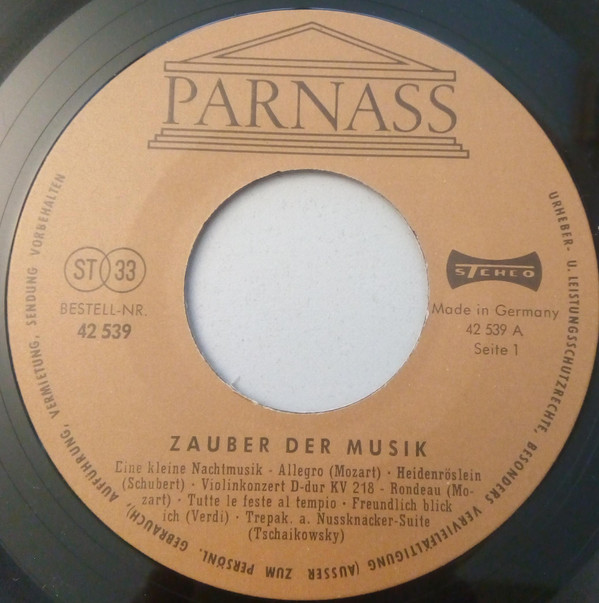 PARNASS
ST 33
BESTELL-NR.
42 539
STEREO
Made in Germany
42 539 A
Seite 1
ZAUBER DER MUSIK
Eine kleine Nachtmusik - Allegro (Mozart) · Heidenröslein
(Schubert) · Violinkonzert D-dur KV 218 - Rondeau (Mo-
zart) · Tutte le feste al tempio · Freundlich blick
ich (Verdi) · Trepak. a. Nussknacker-Suite
(Tschaikowsky)
URHEBER- U. LEISTUNGSSCHUTZRECHTE, BESONDERS VERVIELFÄLTIGUNG (AUSSER ZUM PERSÖNL. GEBRAUCH), AUFFÜHRUNG, VERMIETUNG, SENDUNG VORBEHALTEN